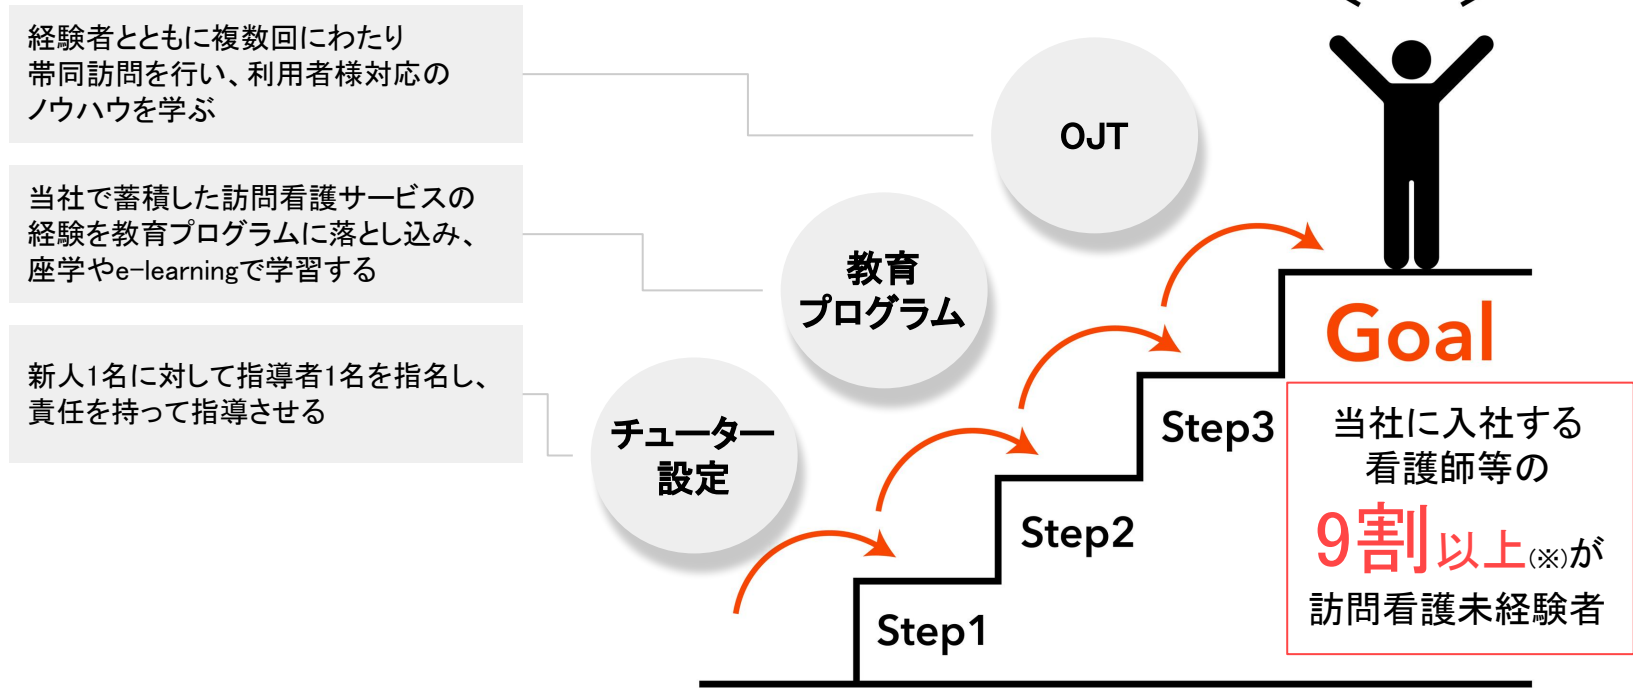 経験者とともに複数回にわたり
帯同訪問を行い、利用者様対応の
ノウハウを学ぶ
OJT
当社で蓄積した訪問看護サービスの
経験を教育プログラムに落とし込み、
座学やe-learningで学習する
教育
プログラム
新人1名に対して指導者1名を指名し、
責任を持って指導させる
チューター
設定
Step1
Step2
Step3
Goal
当社に入社する
看護師等の
9割以上(※)が
訪問看護未経験者